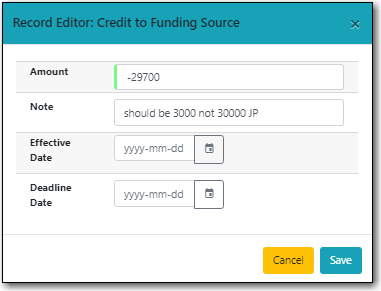 Record Editor: Credit to Funding Source ×
Amount -29700
Note should be 3000 not 30000 JP
Effective yyyy-mm-dd
Date
Deadline yyyy-mm-dd
Date
Cancel Save